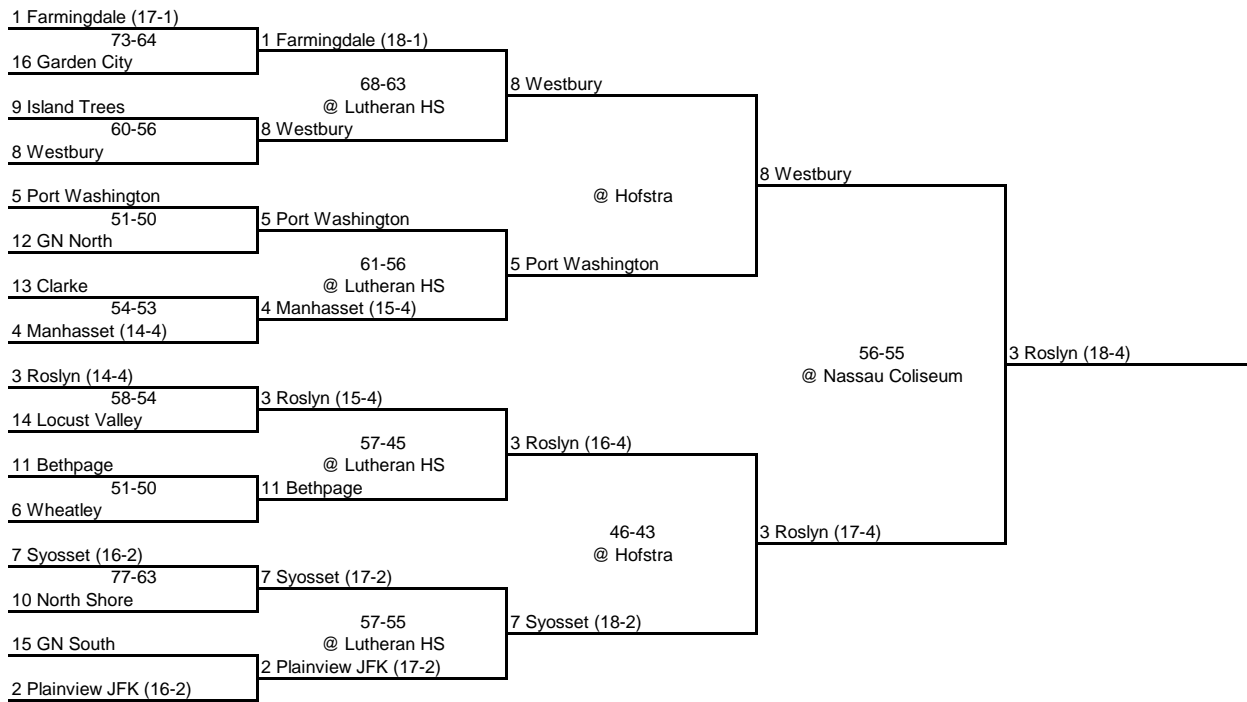 1 Farmingdale (17-1)
73-64
1 Farmingdale (18-1)
16 Garden City
68-63
8 Westbury
9 Island Trees
@ Lutheran HS
60-56
8 Westbury
8 Westbury
8 Westbury
5 Port Washington
@ Hofstra
51-50
5 Port Washington
12 GN North
61-56
5 Port Washington
13 Clarke
@ Lutheran HS
54-53
4 Manhasset (15-4)
4 Manhasset (14-4)
56-55
3 Roslyn (18-4)
3 Roslyn (14-4)
@ Nassau Coliseum
58-54
3 Roslyn (15-4)
14 Locust Valley
57-45
3 Roslyn (16-4)
11 Bethpage
@ Lutheran HS
51-50
11 Bethpage
6 Wheatley
46-43
3 Roslyn (17-4)
7 Syosset (16-2)
@ Hofstra
77-63
7 Syosset (17-2)
10 North Shore
57-55
7 Syosset (18-2)
15 GN South
@ Lutheran HS
2 Plainview JFK (17-2)
2 Plainview JFK (16-2)